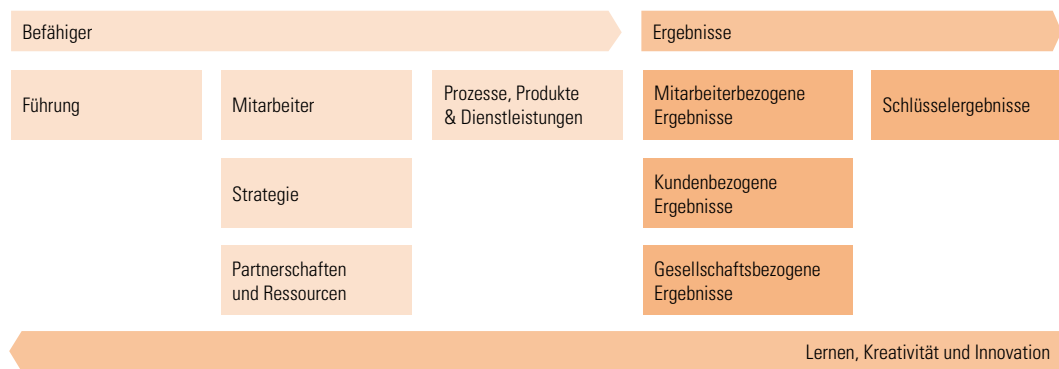 Befähiger
Ergebnisse
Führung
Mitarbeiter
Prozesse, Produkte
& Dienstleistungen
Mitarbeiterbezogene
Ergebnisse
Schlüsselergebnisse
Strategie
Kundenbezogene
Ergebnisse
Partnerschaften
und Ressourcen
Gesellschaftsbezogene
Ergebnisse
Lernen, Kreativität und Innovation